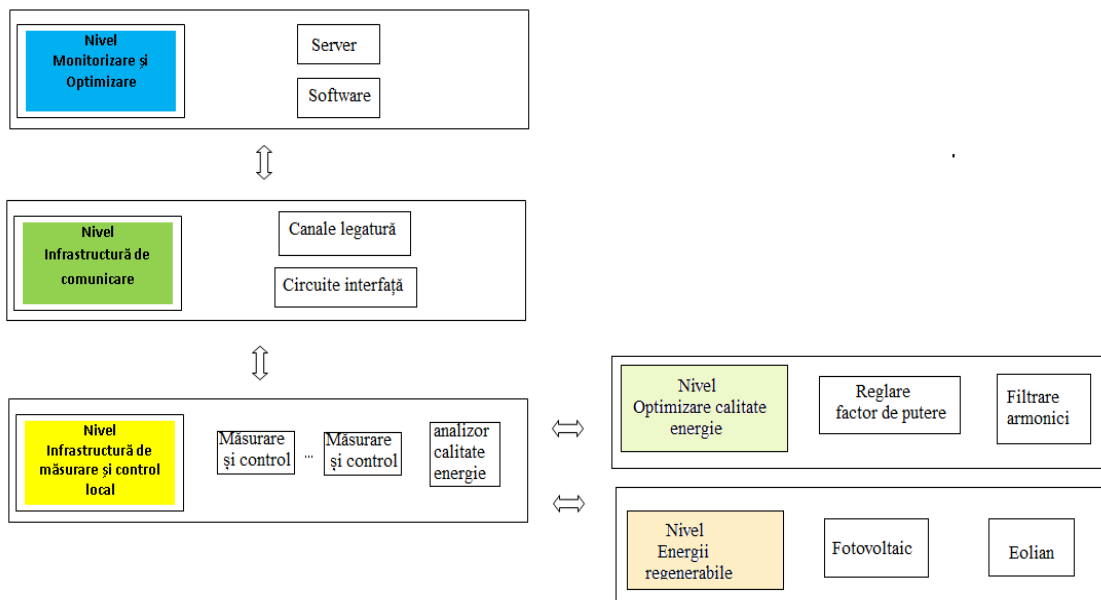 Nivel
Monitorizare și
Optimizare
Server
Software
Nivel
Infrastructură de
comunicare
Canale legatură
Circuite interfață
Nivel
Infrastructură de
măsurare și control
local
Măsurare
și control
...
Măsurare
și control
analizor
calitate
energie
Nivel
Optimizare calitate
energie
Reglare
factor de putere
Filtrare
armonici
Nivel
Energii
regenerabile
Fotovoltaic
Eolian